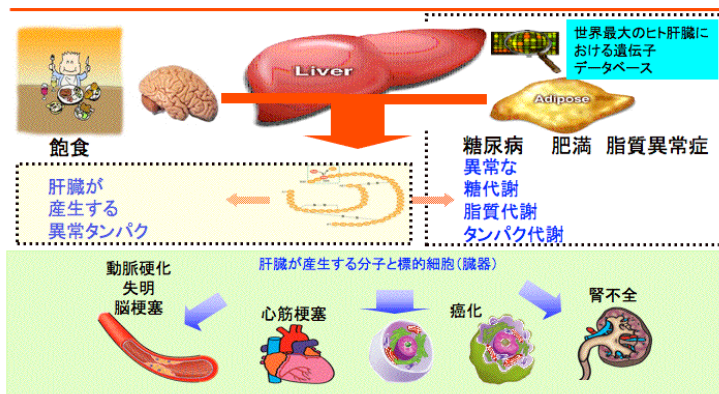 世界最大のヒト肝臓に
おける遺伝子
データベース
Liver
Adipose
飽食
糖尿病 肥満 脂質異常症
異常な
糖代謝
脂質代謝
タンパク代謝
肝臓が
産生する
異常タンパク
肝臓が産生する分子と標的細胞(臓器)
動脈硬化
失明
脳梗塞
心筋梗塞
癌化
腎不全